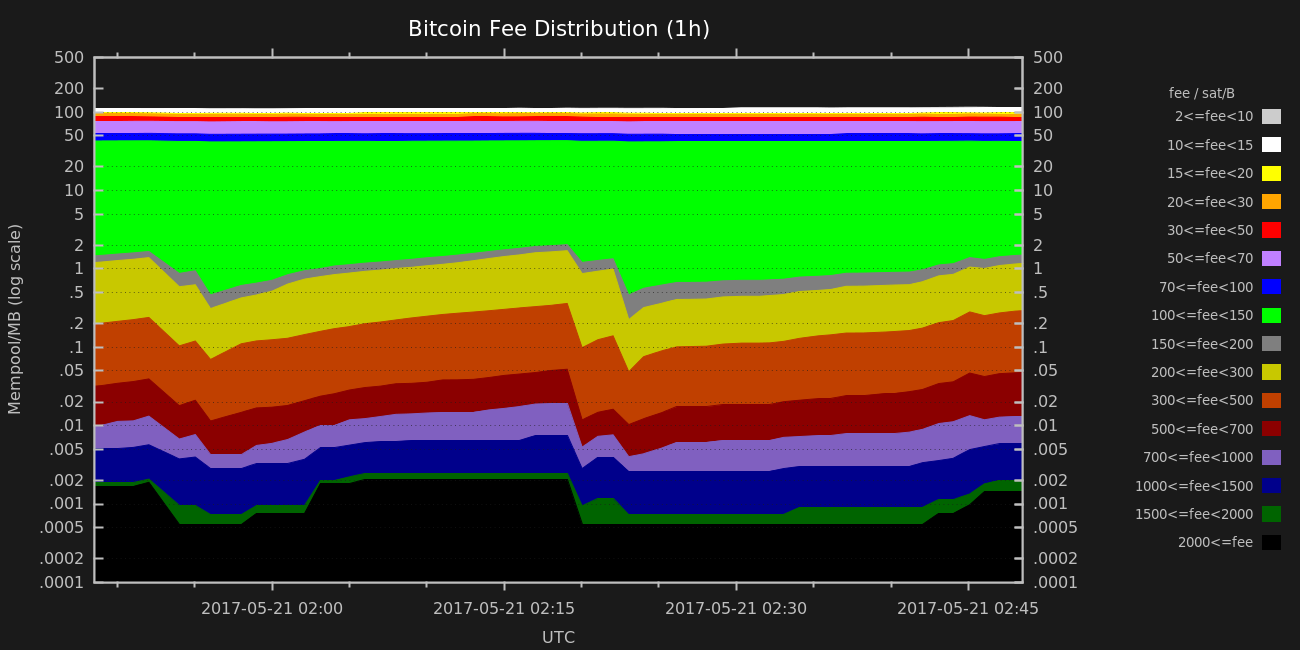 Bitcoin Fee Distribution (1h)
Mempool/MB (log scale)
500
200
100
50
20
10
5
2
1
.5
.2
.1
.05
.02
.01
.005
.002
.001
.0005
.0002
.0001
500
200
100
50
20
10
5
2
1
.5
.2
.1
.05
.02
.01
.005
.002
.001
.0005
.0002
.0001
fee / sat/B
2<=fee<10
10<=fee<15
15<=fee<20
20<=fee<30
30<=fee<50
50<=fee<70
70<=fee<100
100<=fee<150
150<=fee<200
200<=fee<300
300<=fee<500
500<=fee<700
700<=fee<1000
1000<=fee<1500
1500<=fee<2000
2000<=fee
2017-05-21 02:00 2017-05-21 02:15 2017-05-21 02:30 2017-05-21 02:45
UTC